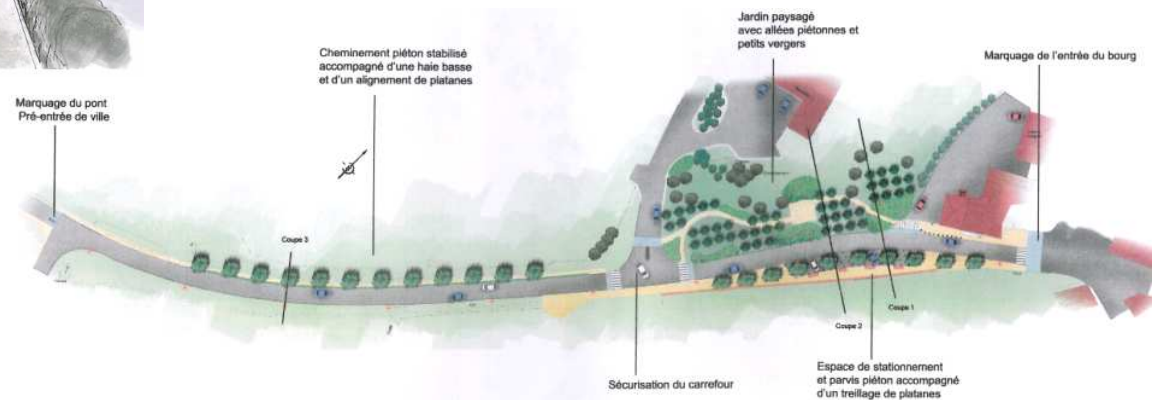 Jardin paysagé
avec allées piétonnes et
petits vergers
Cheminement piéton stabilisé
accompagné d'une haie basse
et d'un alignement de platanes
Marquage de l'entrée du bourg
Marquage du pont
Pré-entrée de ville
Coupe 3
Coupe 1
Coupe 2
Sécurisation du carrefour
Espace de stationnement
et parvis piéton accompagné
d'un treillage de platanes